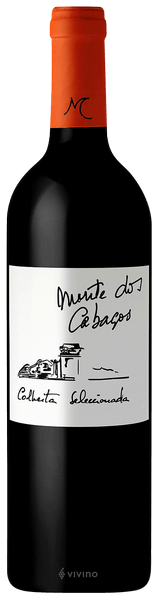 MC
Monte dos
Cabaços
Colheita Seleccionada
vivino